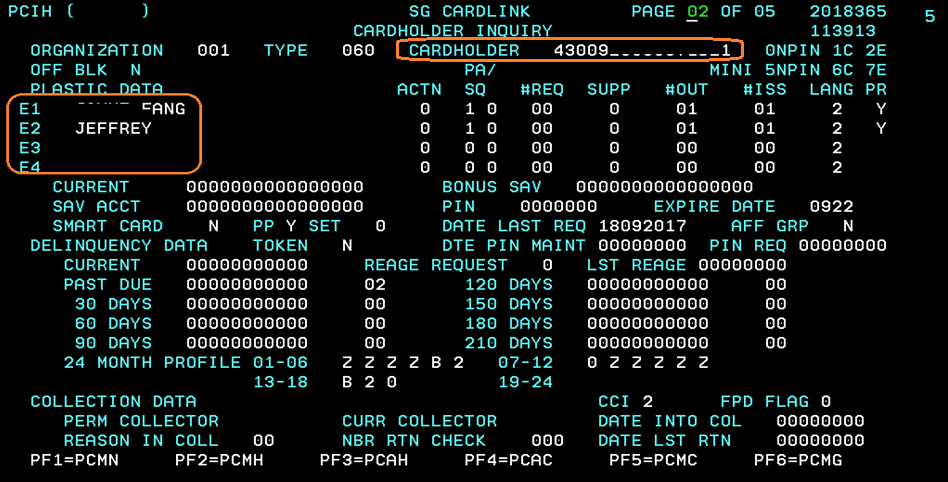 PCIH ( ) SG CARDLINK PAGE 02 OF 05 2018365 5
CARDHOLDER INQUIRY 113913
ORGANIZATION 001 TYPE 060 CARDHOLDER 43009 1 ONPIN 1C 2E
OFF BLK N PA/ MINI 5NPIN 6C 7E
PLASTIC DATA ACTN SQ #REQ SUPP #OUT #ISS LANG PR
E1 FANG 0 1 0 00 0 01 01 2 Y
E2 JEFFREY 0 1 0 00 0 01 01 2 Y
E3 0 0 0 00 0 00 00 2
E4 0 0 0 00 0 00 00 2
CURRENT 0000000000000000 BONUS SAV 0000000000000000
SAV ACCT 0000000000000000 PIN 0000000 EXPIRE DATE 0922
SMART CARD N PP Y SET 0 DATE LAST REQ 18092017 AFF GRP N
DELINQUENCY DATA TOKEN N DTE PIN MAINT 00000000 PIN REQ 00000000
CURRENT 00000000000 REAGE REQUEST 0 LST REAGE 00000000
PAST DUE 00000000000 02 120 DAYS 00000000000 00
30 DAYS 00000000000 00 150 DAYS 00000000000 00
60 DAYS 00000000000 00 180 DAYS 00000000000 00
90 DAYS 00000000000 00 210 DAYS 00000000000 00
24 MONTH PROFILE 01-06 Z Z Z Z B 2 07-12 0 Z Z Z Z Z
13-18 B 2 0 19-24
COLLECTION DATA CCI 2 FPD FLAG 0
PERM COLLECTOR CURR COLLECTOR DATE INTO COL 00000000
REASON IN COLL 00 NBR RTN CHECK 000 DATE LST RTN 00000000
PF1=PCMN PF2=PCMH PF3=PCAH PF4=PCAC PF5=PCMC PF6=PCMG